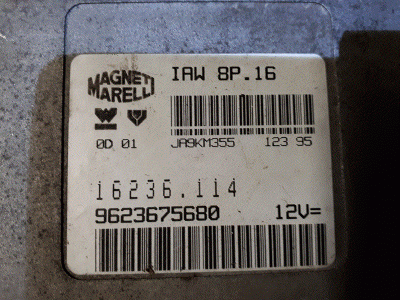 MAGNETI MARELLI
IAW 8P.16
0D 01
JA9KM355 123 95
16236.114
9623675680 12V=